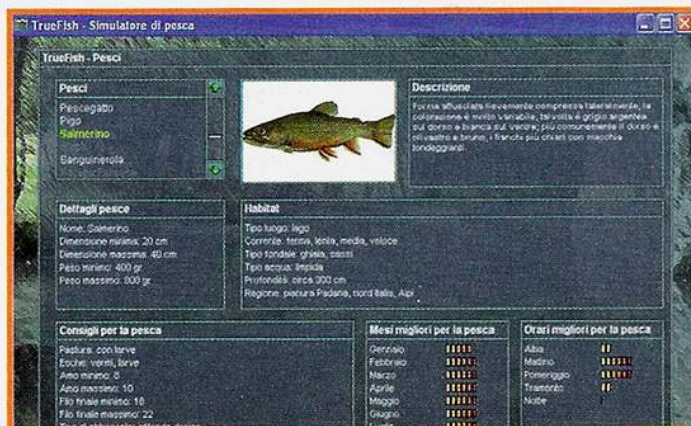 TrueFish - Simulatore di pesca
TrueFish - Pesci
Pesci
Pescegatto
Pigo
Salmerino
Sanguinerola
Descrizione
Forma affusolata lievemente compressa lateralmente, la
colorazione è molto variabile, talvolta è grigio argentea
sul dorso e bianca sul ventre; più comunemente il dorso è
olivastro e bruno, i fianchi più chiari con macchie
tondeggianti.
Dettagli pesce
Nome: Salmerino
Dimensione minima: 20 cm
Dimensione massima: 40 cm
Peso minimo: 400 gr
Peso massimo: 800 gr
Habitat
Tipo luogo: lago
Corrente: ferma, lenta, media, veloce
Tipo fondale: ghiaia, sassi
Tipo acqua: limpida
Profondità: circa 300 cm
Regione: pianura Padana, nord Italia, Alpi
Consigli per la pesca
Pastura: con larve
Esche: vermi, larve
Amo minimo: 8
Amo massimo: 10
Filo finale minimo: 18
Filo finale massimo: 22
Mesi migliori per la pesca
Gennaio
Febbraio
Marzo
Aprile
Maggio
Giugno
Luglio
Orari migliori per la pesca
Alba
Mattino
Pomeriggio
Tramonto
Notte